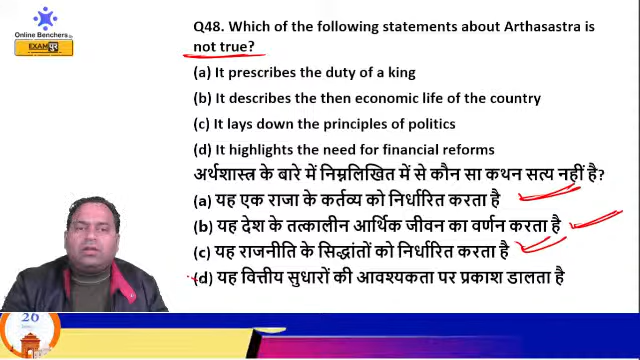 Online Benchers
EXAM पुर
Q48. Which of the following statements about Arthasastra is
not true?
(a) It prescribes the duty of a king
(b) It describes the then economic life of the country
(c) It lays down the principles of politics
(d) It highlights the need for financial reforms
अर्थशास्त्र के बारे में निम्नलिखित में से कौन सा कथन सत्य नहीं है?
(a) यह एक राजा के कर्तव्य को निर्धारित करता है
(b) यह देश के तत्कालीन आर्थिक जीवन का वर्णन करता है
(c) यह राजनीति के सिद्धांतों को निर्धारित करता है
(d) यह वित्तीय सुधारों की आवश्यकता पर प्रकाश डालता है
26